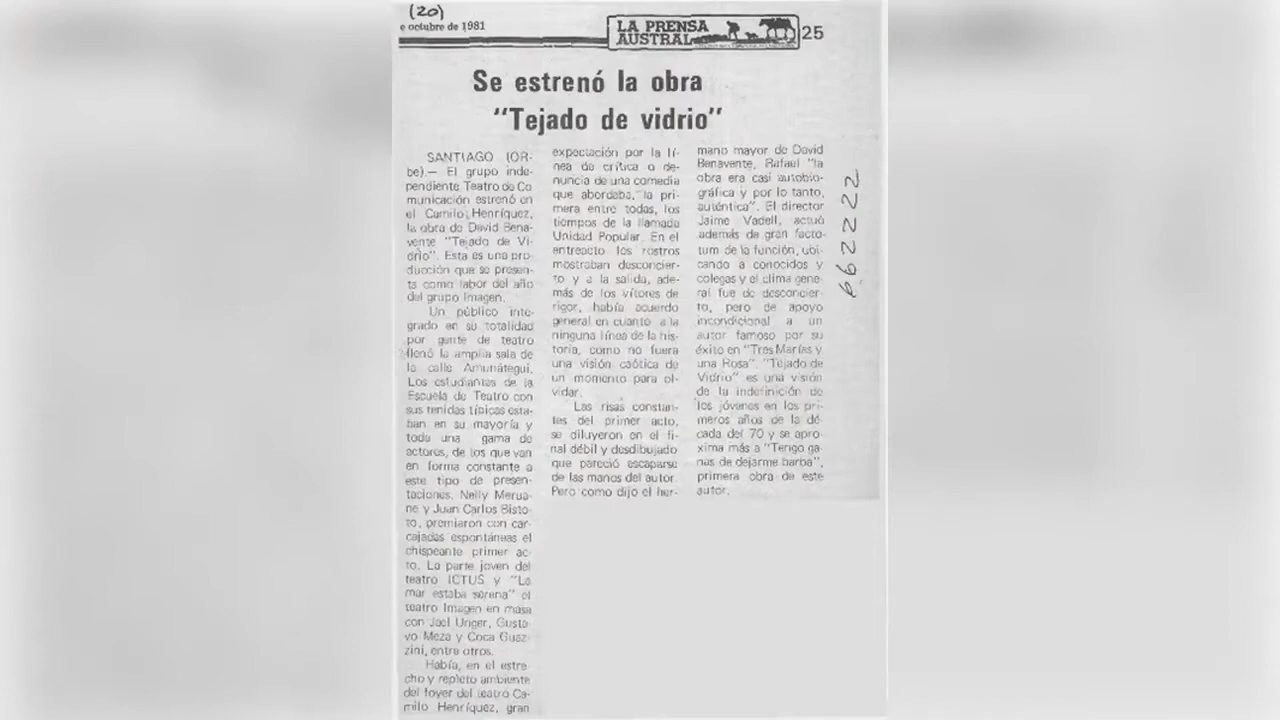 (20)
e octubre de 1981
LA PRENSA
AUSTRAL
25
Se estrenó la obra
"Tejado de vidrio"
SANTIAGO (OR-
be).— El grupo inde-
pendiente Teatro de Co-
municación estrenó en
el Camilo Henríquez,
la obra de David Bena-
vente "Tejado de Vi-
drio". Esta es una pro-
ducción que se presen-
ta como labor del año
del grupo Imagen.
Un público inte-
grado en su totalidad
por gente de teatro
llenó la amplia sala de
la calle Amunátegui.
Los estudiantes de la
Escuela de Teatro con
sus tenidas típicas esta-
ban en su mayoría y
toda una gama de
actores, de los que van
en forma constante a
este tipo de presen-
taciones. Nelly Merua-
ne y Juan Carlos Bisto-
to, premiaron con car-
cajadas espontáneas el
chispeante primer ac-
to. La parte joven del
teatro ICTUS y "Lo
mar estaba serena" el
teatro Imagen en masa
con Jael Unger, Gusta-
vo Meza y Coca Guaz-
zini, entre otros.
Había, en el estre-
cho y repleto ambiente
del foyer del teatro Ca-
milo Henríquez, gran
expectación por la lí-
nea de crítica o de-
nuncia de una comedia
que abordaba, la pri-
mera entre todas, los
tiempos de la llamada
Unidad Popular. En el
entreacto los rostros
mostraban desconcier-
to y a la salida, ade-
más de los vítores de
rigor, había acuerdo
general en cuanto a la
ninguna línea de la his-
toria, como no fuera
una visión caótica de
un momento para ol-
vidar.
Las risas constan-
tes del primer acto,
se diluyeron en el fi-
nal débil y desdibujado
que pareció escaparse
de las manos del autor.
Pero como dijo el her-
mano mayor de David
Benavente, Rafael "la
obra era casi autobio-
gráfica y por lo tanto,
auténtica". El director
Jaime Vadell, actuó
además de gran facto-
tum de la función, ubi-
cando a conocidos y
colegas y el clima gene-
ral fue de desconcier-
to, pero de apoyo
incondicional a un
autor famoso por su
éxito en "Tres Marías y
una Rosa". "Tejado de
Vidrio" es una visión
de la indefinición de
los jóvenes en los pri-
meros años de la dé-
cada del 70 y se apro-
xima más a "Tengo ga-
nas de dejarme barba",
primera obra de este
autor.
662222